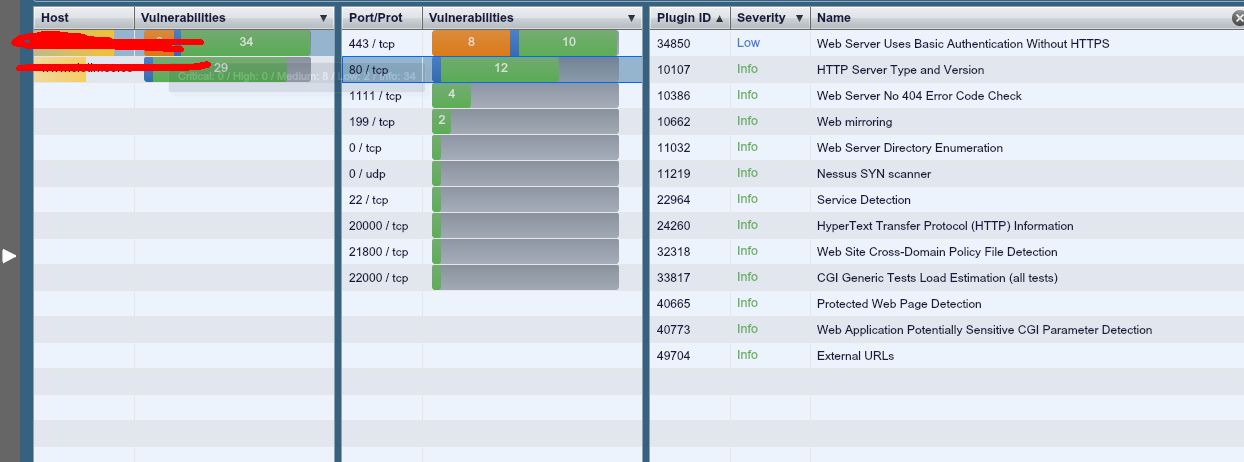 Host Vulnerabilities ▼ Port/Prot Vulnerabilities ▼ Plugin ID ▲ Severity ▼ Name
34 443 / tcp 8 10 34850 Low Web Server Uses Basic Authentication Without HTTPS
29 80 / tcp 12 10107 Info HTTP Server Type and Version
Critical: 0 / High: 0 / Medium: 8 / Low: 2 / Info: 34
1111 / tcp 4 10386 Info Web Server No 404 Error Code Check
199 / tcp 2 10662 Info Web mirroring
0 / tcp 11032 Info Web Server Directory Enumeration
0 / udp 11219 Info Nessus SYN scanner
22 / tcp 22964 Info Service Detection
20000 / tcp 24260 Info HyperText Transfer Protocol (HTTP) Information
21800 / tcp 32318 Info Web Site Cross-Domain Policy File Detection
22000 / tcp 33817 Info CGI Generic Tests Load Estimation (all tests)
40665 Info Protected Web Page Detection
40773 Info Web Application Potentially Sensitive CGI Parameter Detection
49704 Info External URLs